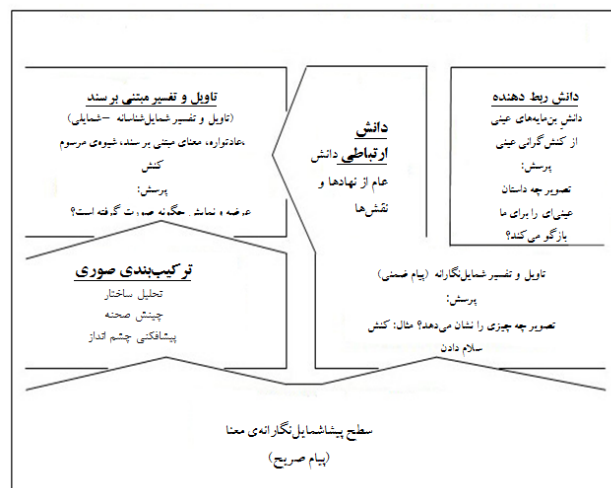 دانش ربط دهنده
دانشِ بن‌مایه‌های عینی
از کنش‌گرانی عینی
پرسش:
تصویر چه داستان
عینی‌ای را برای ما
بازگو می‌کند؟
دانش
ارتباطی دانش
عام از نهادها و
نقش‌ها
تاویل و تفسیر مبتنی بر سند
(تاویل و تفسیر شمایل‌شناسانه –شمایلی)
،عادتواره، معنای مبتنی بر سند، شیوه‌ی مرسوم
کنش
پرسش:
عرضه و نمایش چگونه صورت گرفته است؟
تاویل و تفسیر شمایل‌نگارانه (پیام ضمنی)
پرسش:
تصویر چه چیزی را نشان می‌دهد؟ مثال: کنش
سلام دادن
ترکیب‌بندی صوری
تحلیل ساختار
چینش صحنه
پیشافکنی چشم انداز
سطح پیشاشمایل‌نگارانه‌ی معنا
(پیام صریح)